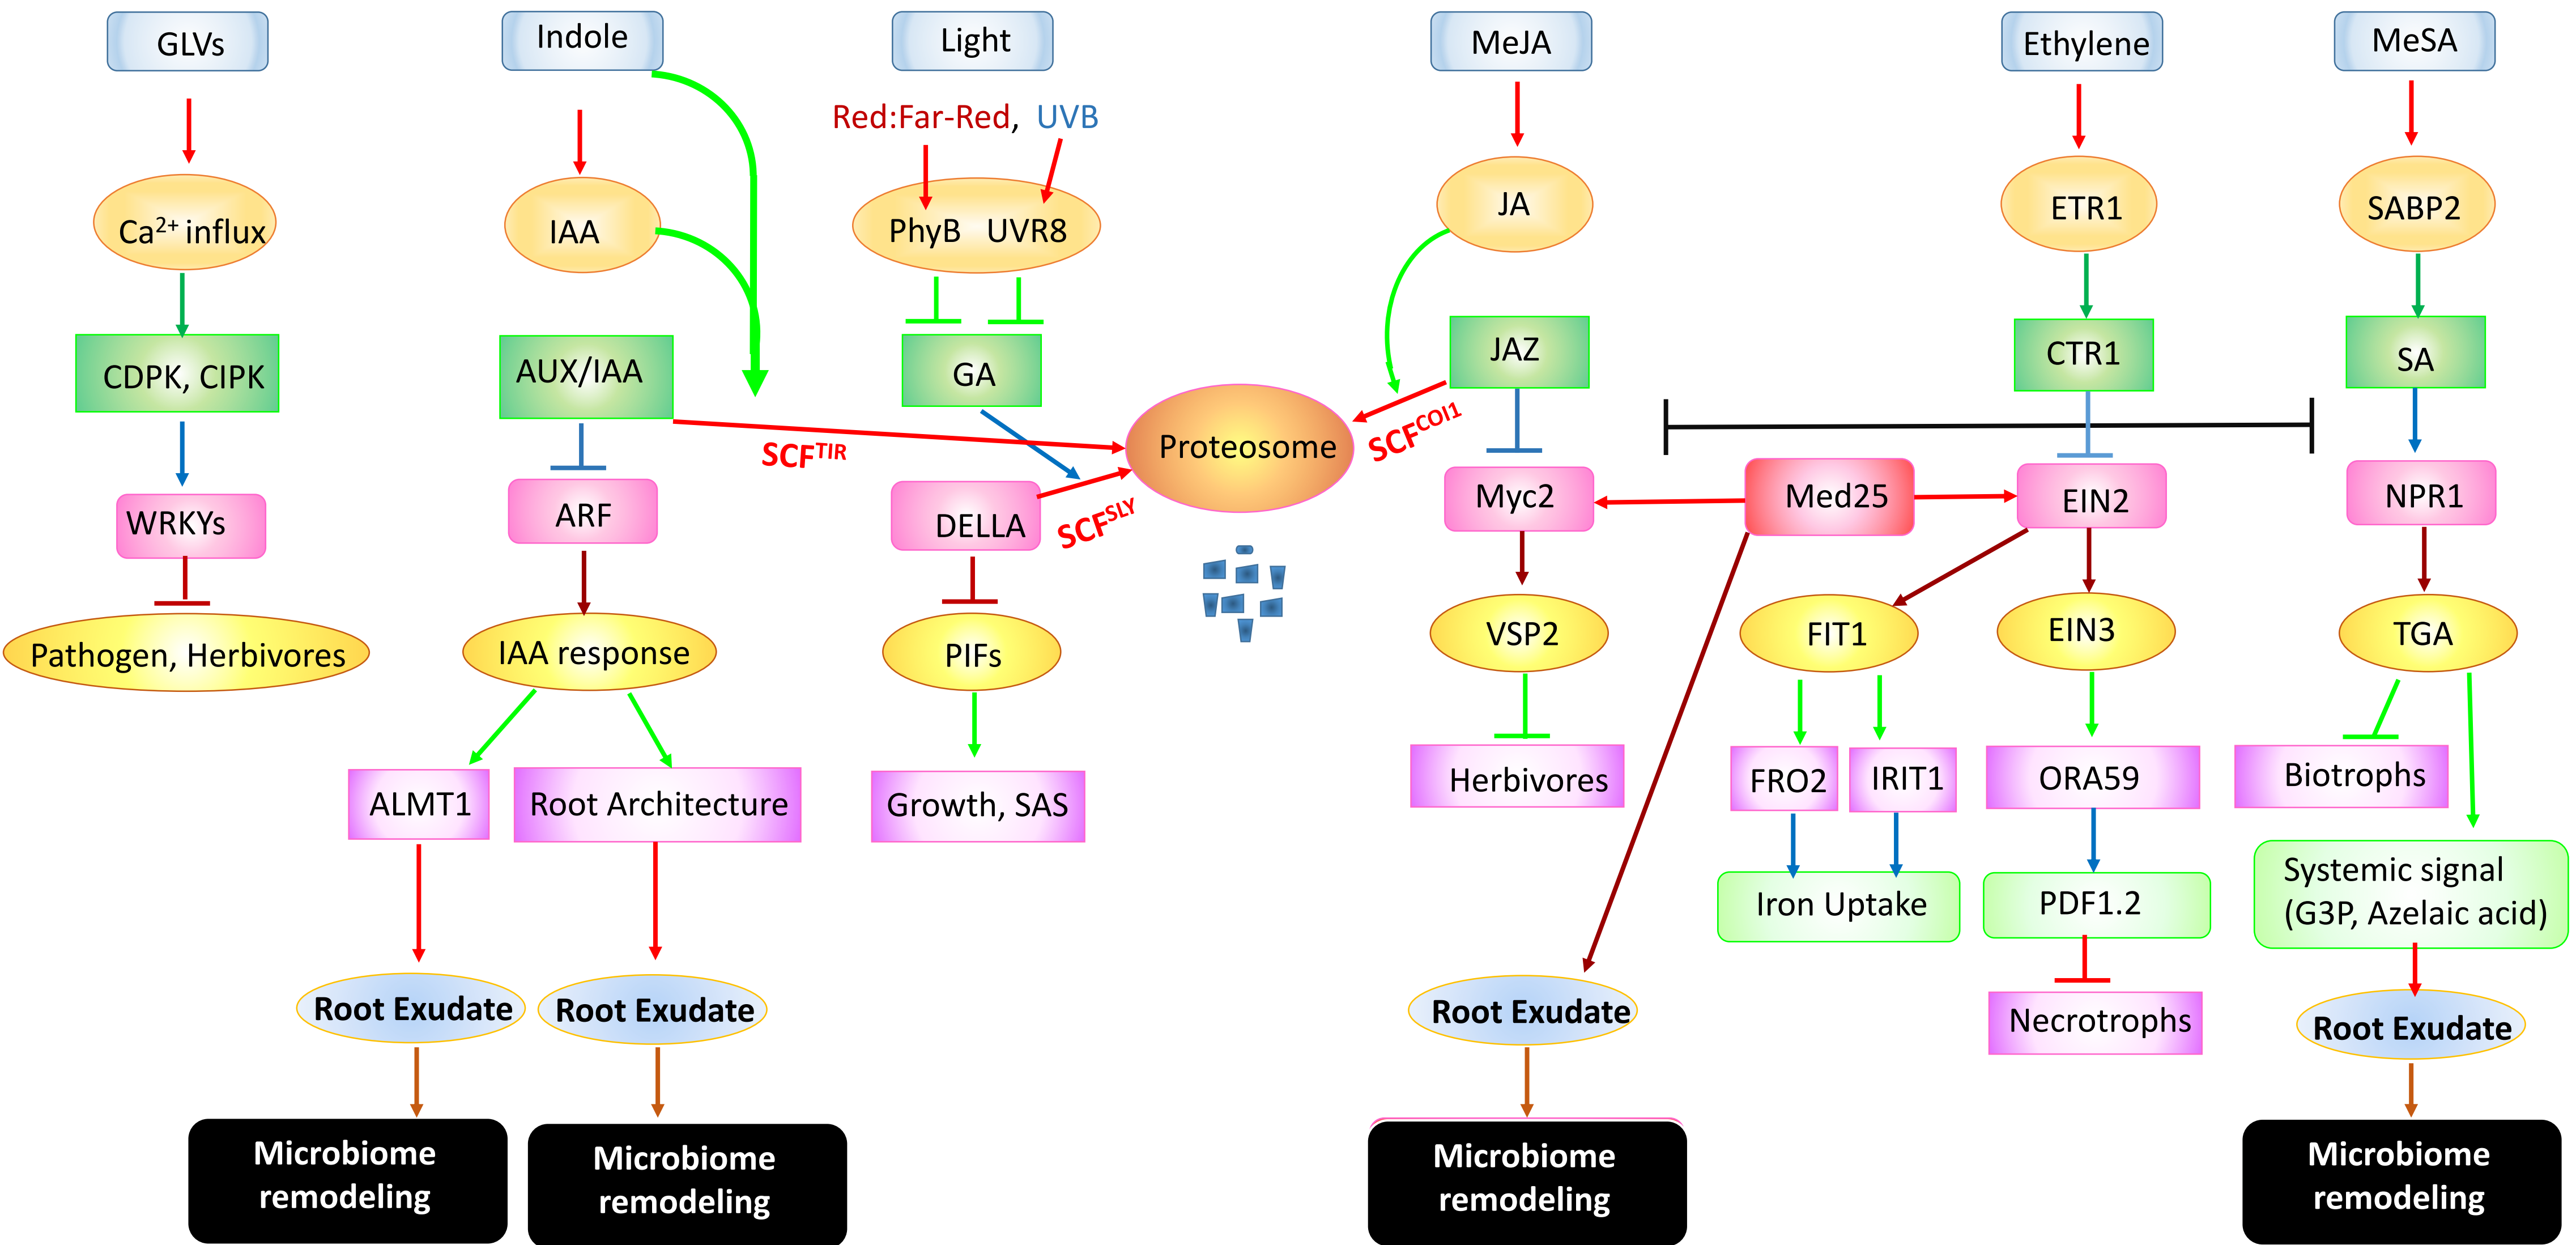 GLVs
Indole
Light
MeJA
Ethylene
MeSA
Red:Far-Red, UVB
Ca²⁺ influx
IAA
PhyB UVR8
JA
ETR1
SABP2
CDPK, CIPK
AUX/IAA
GA
JAZ
CTR1
SA
SCFᵀᴵᴿ
Proteosome
SCFᶜᴼᴵ¹
WRKYs
ARF
DELLA
SCFˢᴸʸ
Myc2
Med25
EIN2
NPR1
Pathogen, Herbivores
IAA response
PIFs
VSP2
FIT1
EIN3
TGA
ALMT1
Root Architecture
Growth, SAS
Herbivores
FRO2
IRIT1
ORA59
Biotrophs
Iron Uptake
PDF1.2
Systemic signal
(G3P, Azelaic acid)
Root Exudate
Root Exudate
Root Exudate
Necrotrophs
Root Exudate
Microbiome
remodeling
Microbiome
remodeling
Microbiome
remodeling
Microbiome
remodeling